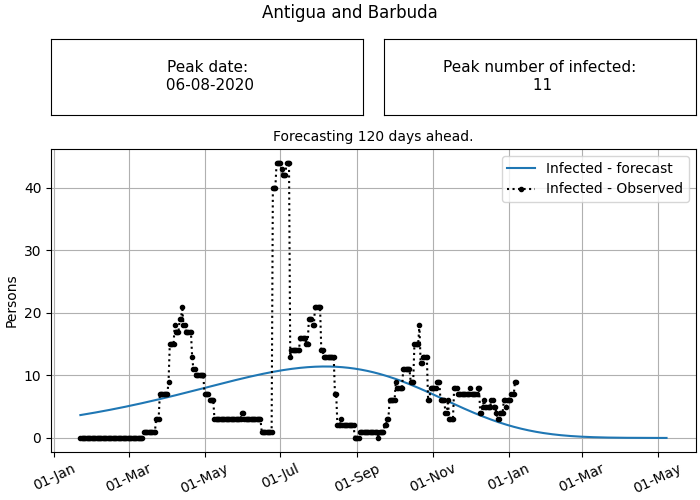 Antigua and Barbuda
Peak date:
06-08-2020
Peak number of infected:
11
Forecasting 120 days ahead.
Infected - forecast
Infected - Observed
Persons
40
30
20
10
0
01-Jan
01-Mar
01-May
01-Jul
01-Sep
01-Nov
01-Jan
01-Mar
01-May